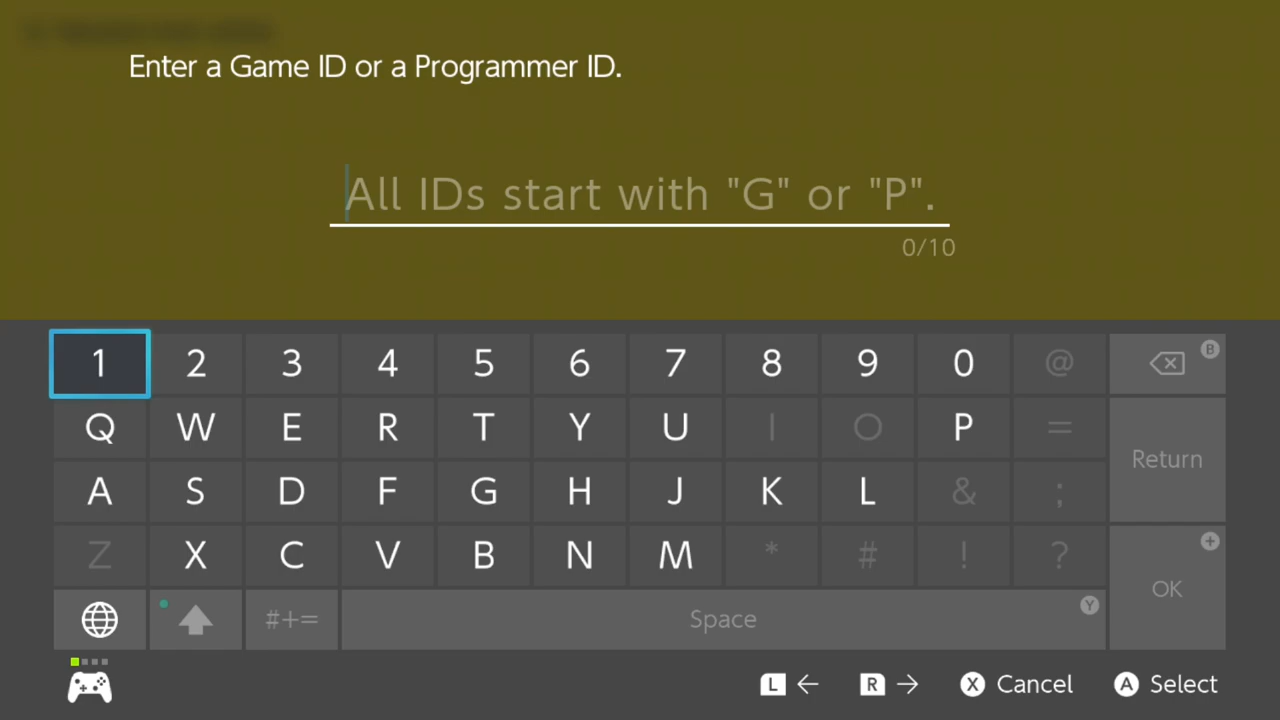 Enter a Game ID or a Programmer ID.
All IDs start with "G" or "P".
0/10
1 2 3 4 5 6 7 8 9 0 @ B
Q W E R T Y U I O P = Return
A S D F G H J K L & ;
Z X C V B N M * # ! ? + OK
#+= Space Y
L ← R → X Cancel A Select